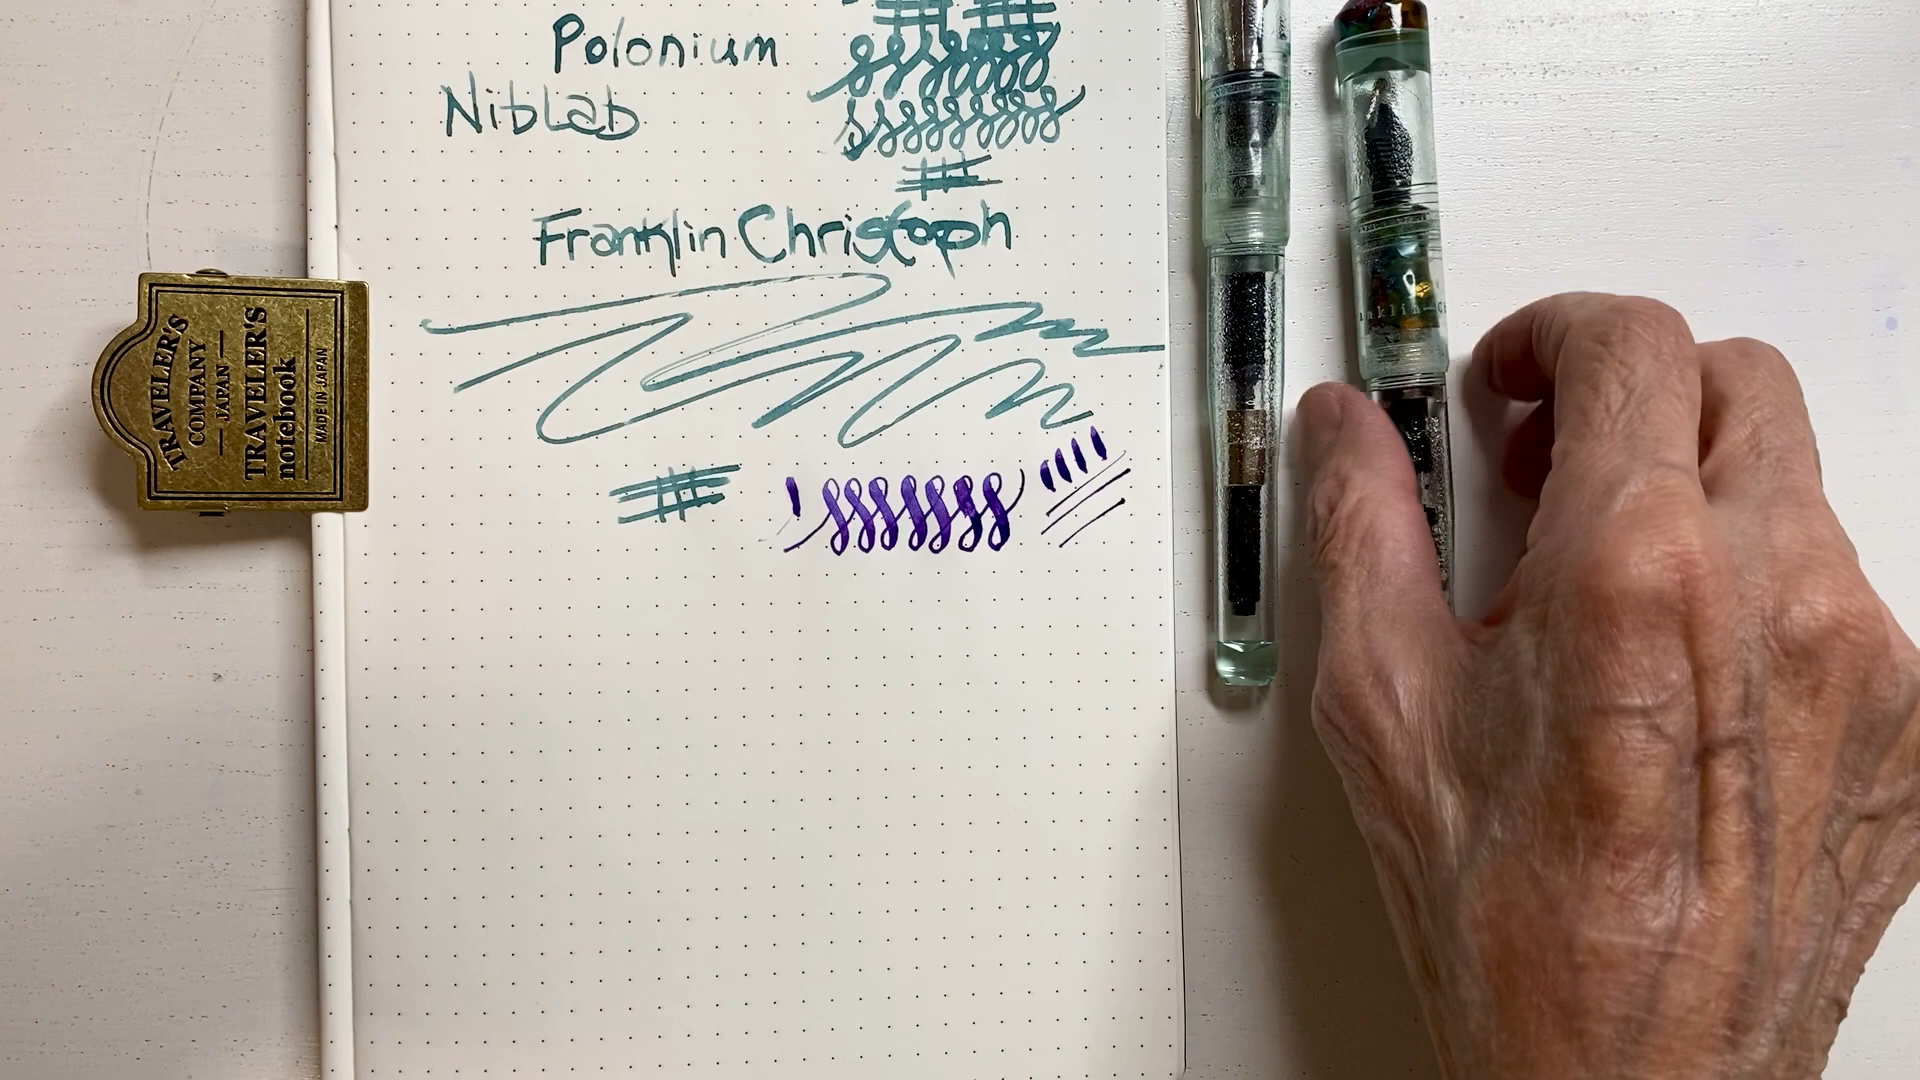 Polonium
NibLab
Franklin Christoph
TRAVELER'S
COMPANY
JAPAN
TRAVELER'S
notebook
MADE IN JAPAN